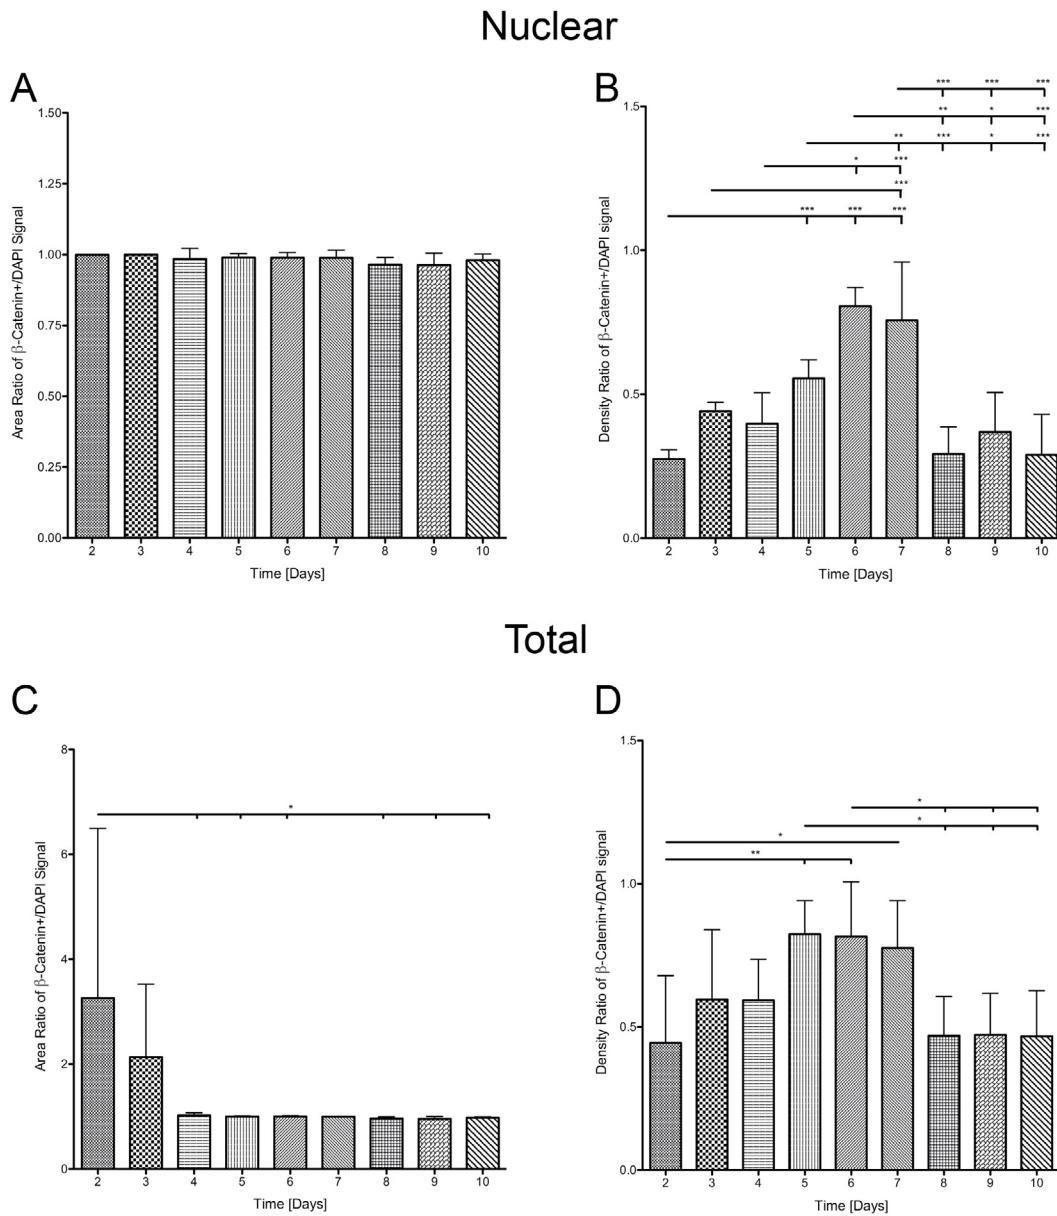 Nuclear
A
1.50
1.25
1.00
0.75
0.50
0.25
0.00
Area Ratio of β-Catenin+/DAPI Signal
2 3 4 5 6 7 8 9 10
Time [Days]
B
*** *** ***
** * ***
** *** * ***
* ***
***
*** *** ***
1.5
1.0
0.5
0.0
Density Ratio of β-Catenin+/DAPI signal
2 3 4 5 6 7 8 9 10
Time [Days]
Total
C
8
6
4
2
0
*
Area Ratio of β-Catenin+/DAPI Signal
2 3 4 5 6 7 8 9 10
Time [Days]
D
1.5
1.0
0.5
0.0
*
*
*
**
Density Ratio of β-Catenin+/DAPI signal
2 3 4 5 6 7 8 9 10
Time [Days]